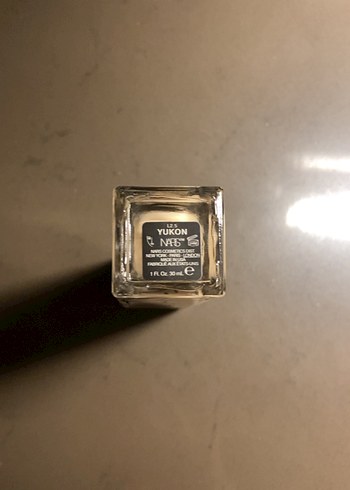 L2.5
YUKON
NARS
NARS COSMETICS DIST
NEW YORK - PARIS - LONDON
MADE IN USA
FABRIQUÉ AUX ÉTATS-UNIS
1 Fl. Oz. 30 mL e